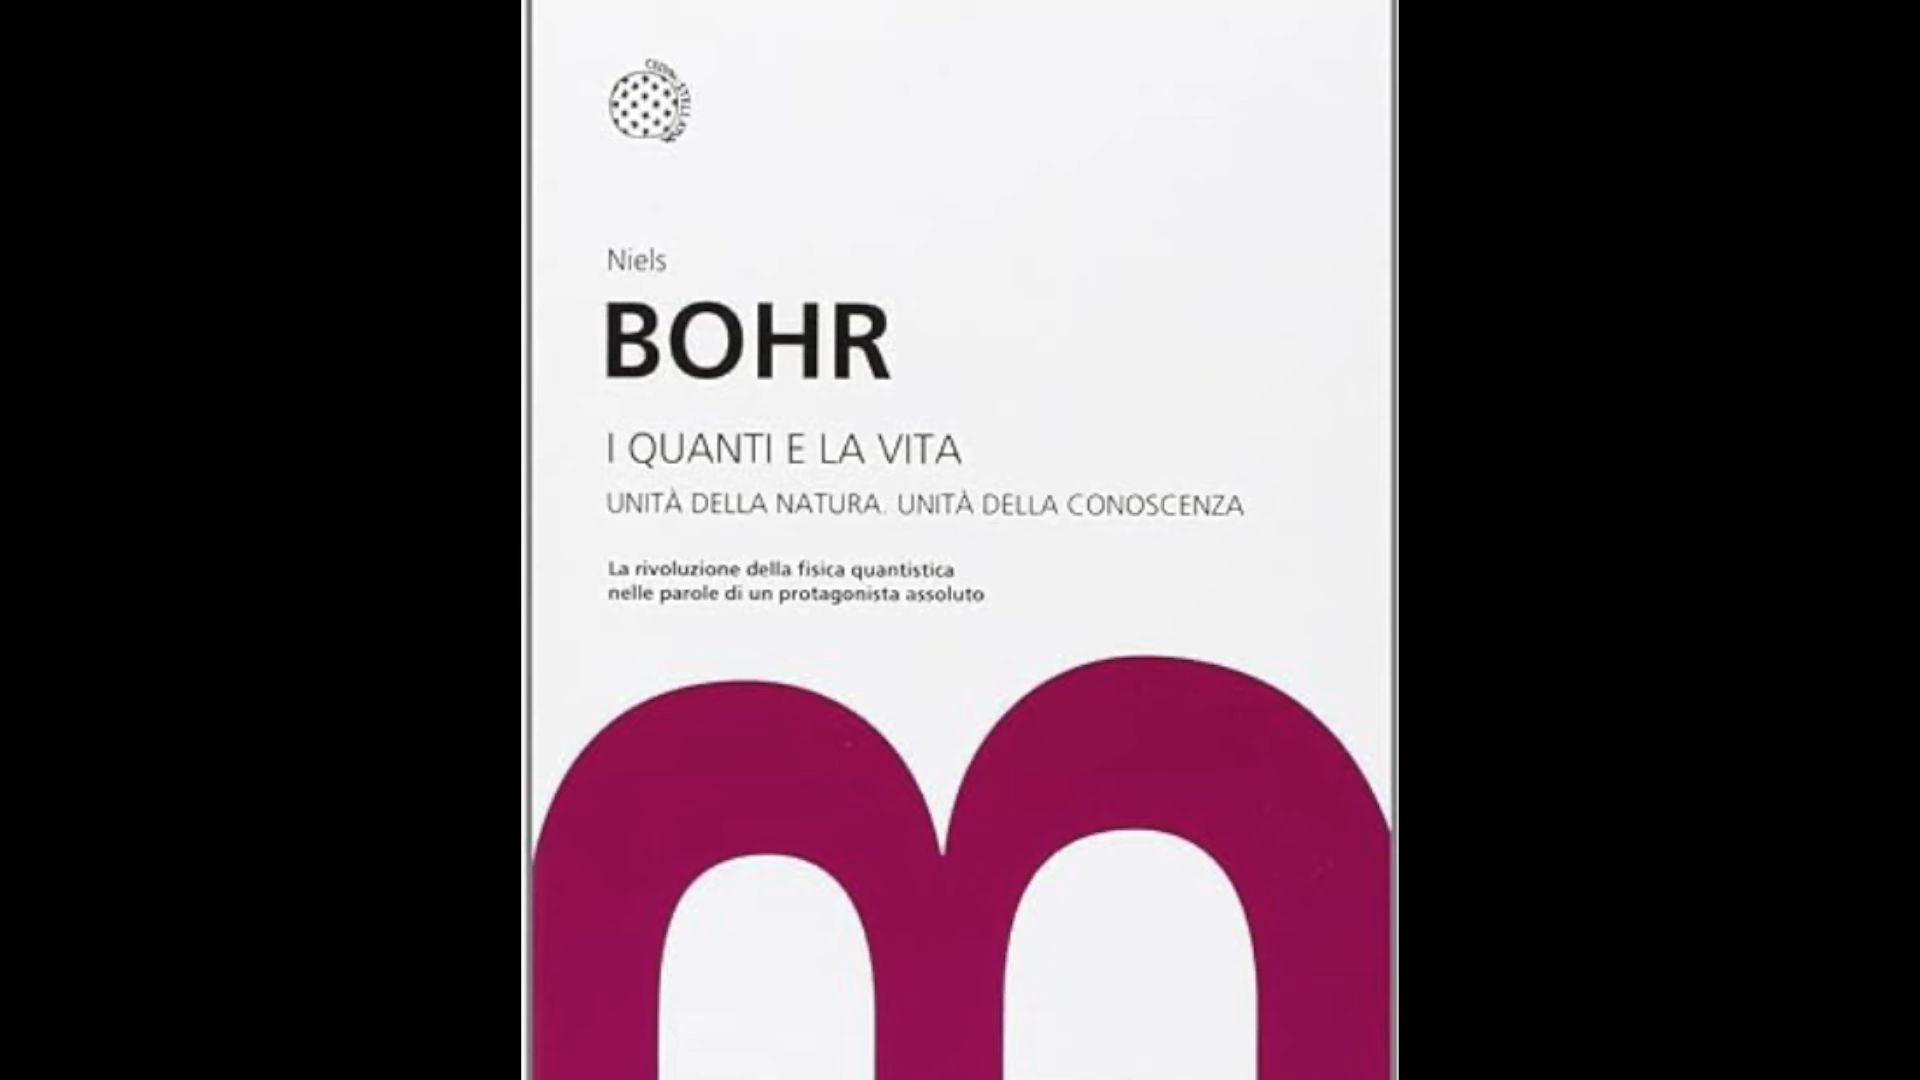 Niels
BOHR
I QUANTI E LA VITA
UNITÀ DELLA NATURA. UNITÀ DELLA CONOSCENZA
La rivoluzione della fisica quantistica
nelle parole di un protagonista assoluto